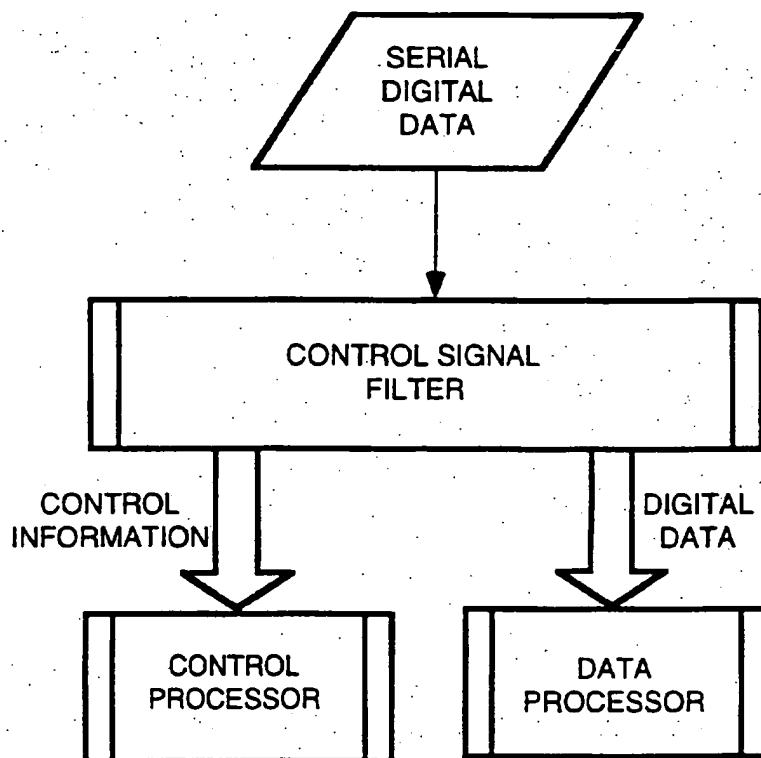 SERIAL
DIGITAL
DATA
CONTROL SIGNAL
FILTER
CONTROL
INFORMATION
DIGITAL
DATA
CONTROL
PROCESSOR
DATA
PROCESSOR